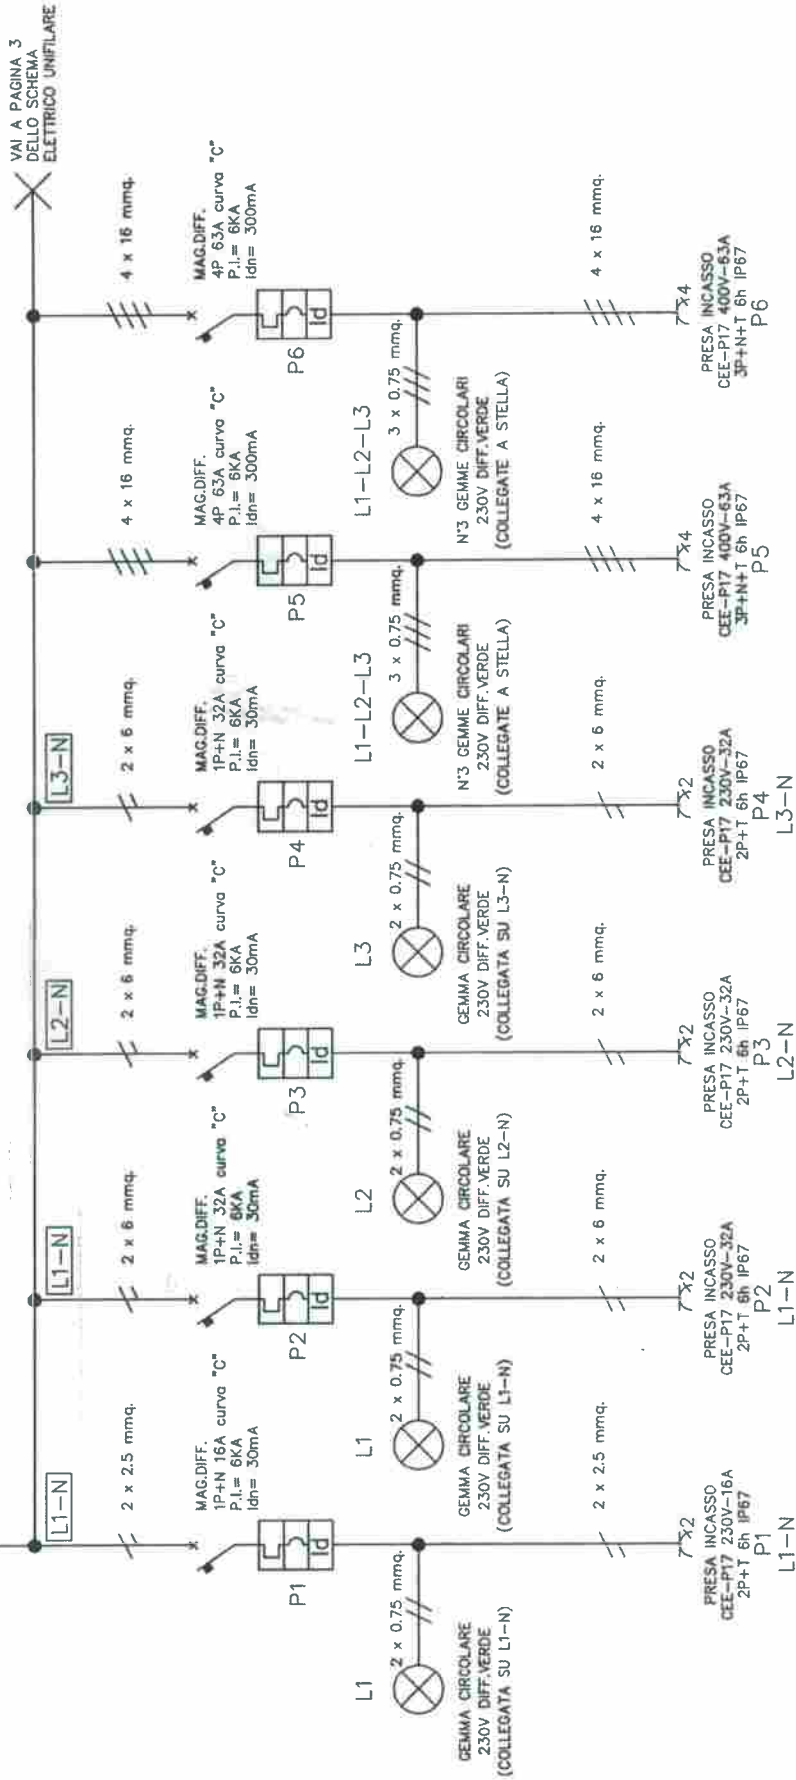 VAI A PAGINA 3
DELLO SCHEMA
ELETTRICO UNIFILARE
L1-N
2 x 2.5 mmq.
MAG.DIFF.
1P+N 16A curva "C"
P.I.= 6KA
Idn= 30mA
Id
P1
L1
2 x 0.75 mmq.
GEMMA CIRCOLARE
230V DIFF.VERDE
(COLLEGATA SU L1-N)
2 x 2.5 mmq.
x2
PRESA INCASSO
CEE-P17 230V-16A
2P+T 6h IP67
P1
L1-N
L1-N
2 x 6 mmq.
MAG.DIFF.
1P+N 32A curva "C"
P.I.= 6KA
Idn= 30mA
Id
P2
L1
2 x 0.75 mmq.
GEMMA CIRCOLARE
230V DIFF.VERDE
(COLLEGATA SU L1-N)
2 x 6 mmq.
x2
PRESA INCASSO
CEE-P17 230V-32A
2P+T 6h IP67
P2
L1-N
L2-N
2 x 6 mmq.
MAG.DIFF.
1P+N 32A curva "C"
P.I.= 6KA
Idn= 30mA
Id
P3
L2
2 x 0.75 mmq.
GEMMA CIRCOLARE
230V DIFF.VERDE
(COLLEGATA SU L2-N)
2 x 6 mmq.
x2
PRESA INCASSO
CEE-P17 230V-32A
2P+T 6h IP67
P3
L2-N
L3-N
2 x 6 mmq.
MAG.DIFF.
1P+N 32A curva "C"
P.I.= 6KA
Idn= 30mA
Id
P4
L3
2 x 0.75 mmq.
GEMMA CIRCOLARE
230V DIFF.VERDE
(COLLEGATA SU L3-N)
2 x 6 mmq.
x2
PRESA INCASSO
CEE-P17 230V-32A
2P+T 6h IP67
P4
L3-N
4 x 16 mmq.
MAG.DIFF.
4P 63A curva "C"
P.I.= 6KA
Idn= 300mA
Id
P5
L1-L2-L3
3 x 0.75 mmq.
N°3 GEMME CIRCOLARI
230V DIFF.VERDE
(COLLEGATE A STELLA)
4 x 16 mmq.
x4
PRESA INCASSO
CEE-P17 400V-63A
3P+N+T 6h IP67
P5
4 x 16 mmq.
MAG.DIFF.
4P 63A curva "C"
P.I.= 6KA
Idn= 300mA
Id
P6
L1-L2-L3
3 x 0.75 mmq.
N°3 GEMME CIRCOLARI
230V DIFF.VERDE
(COLLEGATE A STELLA)
4 x 16 mmq.
x4
PRESA INCASSO
CEE-P17 400V-63A
3P+N+T 6h IP67
P6